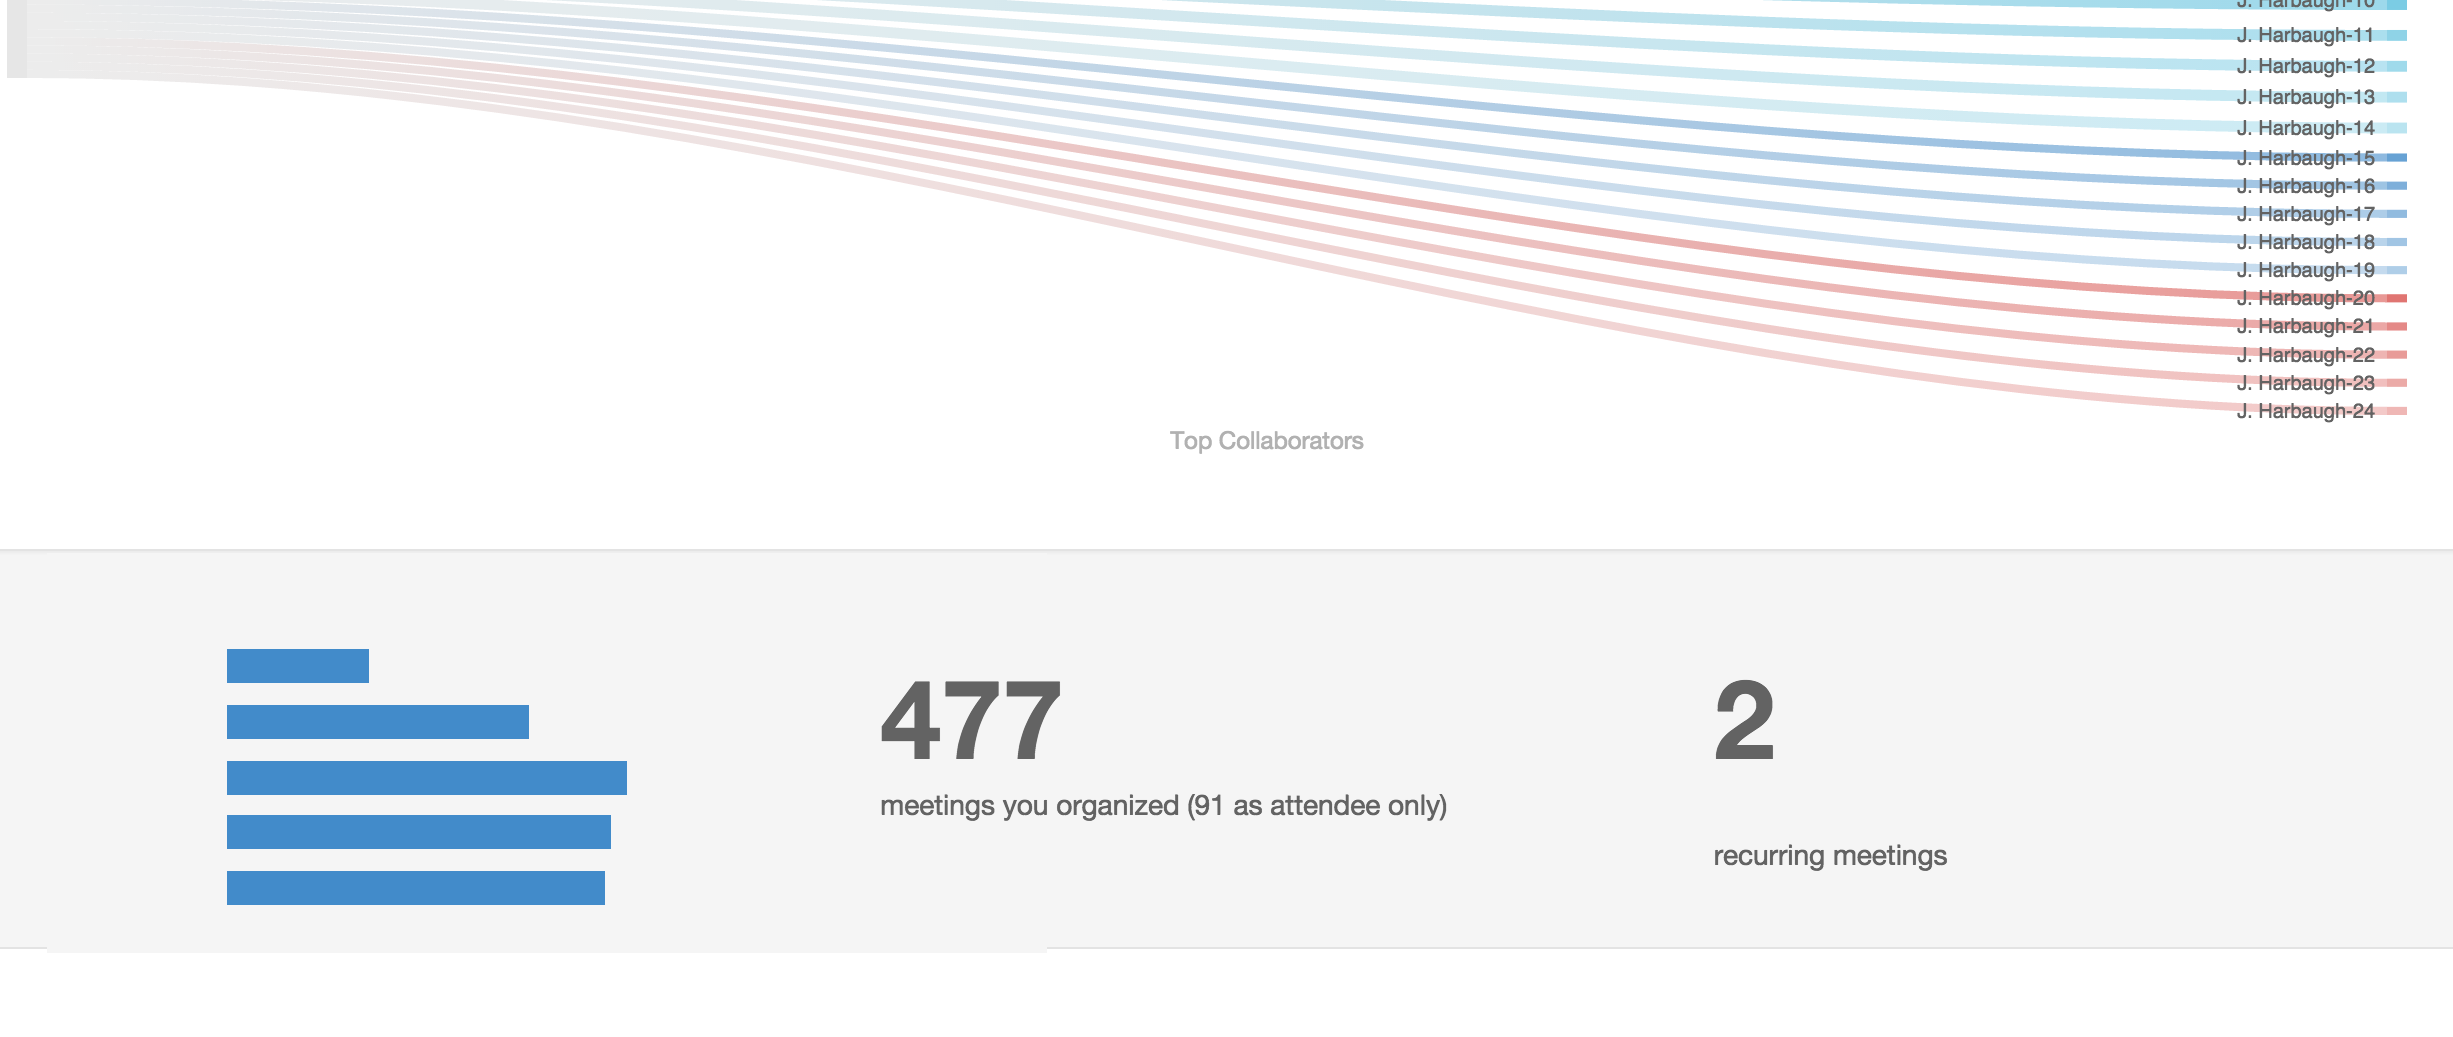 J. Harbaugh-10
J. Harbaugh-11
J. Harbaugh-12
J. Harbaugh-13
J. Harbaugh-14
J. Harbaugh-15
J. Harbaugh-16
J. Harbaugh-17
J. Harbaugh-18
J. Harbaugh-19
J. Harbaugh-20
J. Harbaugh-21
J. Harbaugh-22
J. Harbaugh-23
J. Harbaugh-24
Top Collaborators
477
meetings you organized (91 as attendee only)
2
recurring meetings